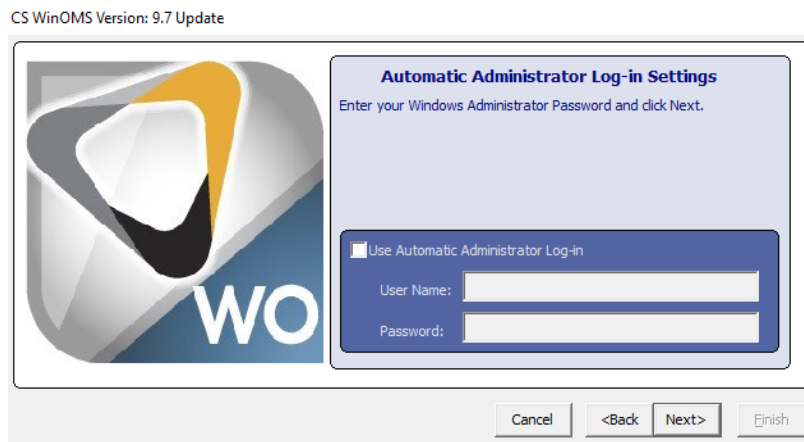 CS WinOMS Version: 9.7 Update
Automatic Administrator Log-in Settings
Enter your Windows Administrator Password and click Next.
Use Automatic Administrator Log-in
User Name:
Password:
WO
Cancel
<Back
Next>
Finish